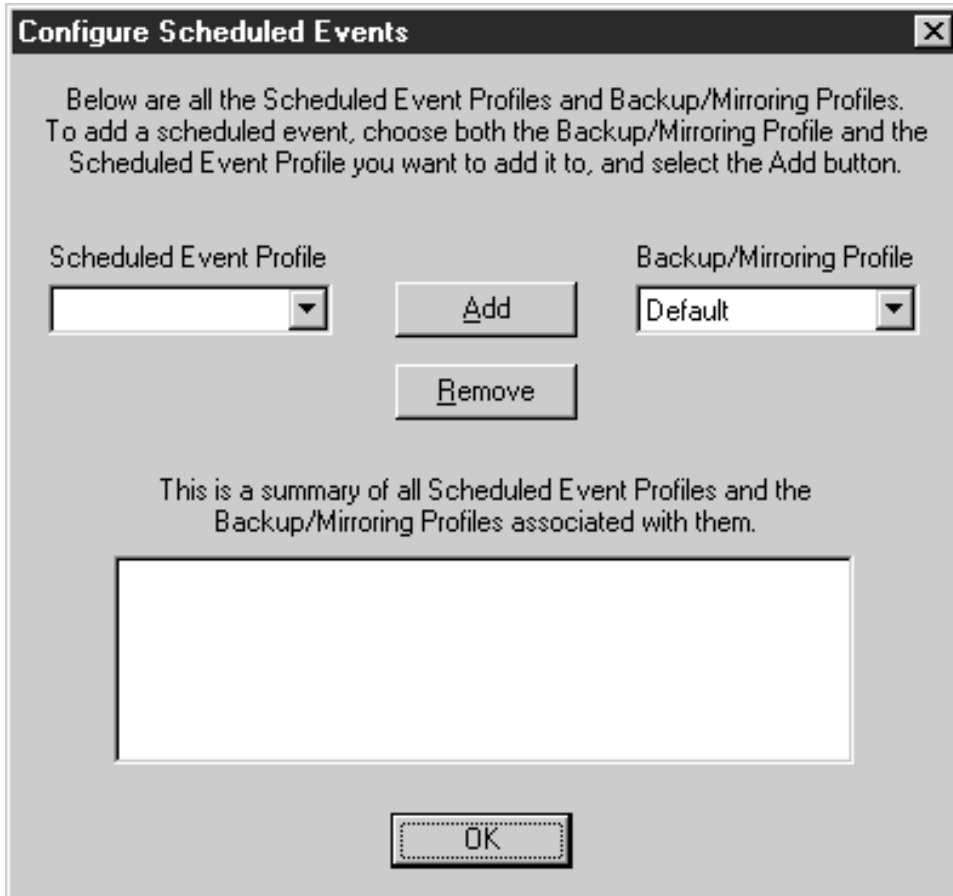 Configure Scheduled Events
Below are all the Scheduled Event Profiles and Backup/Mirroring Profiles.
To add a scheduled event, choose both the Backup/Mirroring Profile and the
Scheduled Event Profile you want to add it to, and select the Add button.
Scheduled Event Profile
Backup/Mirroring Profile
Add
Default
Remove
This is a summary of all Scheduled Event Profiles and the
Backup/Mirroring Profiles associated with them.
OK